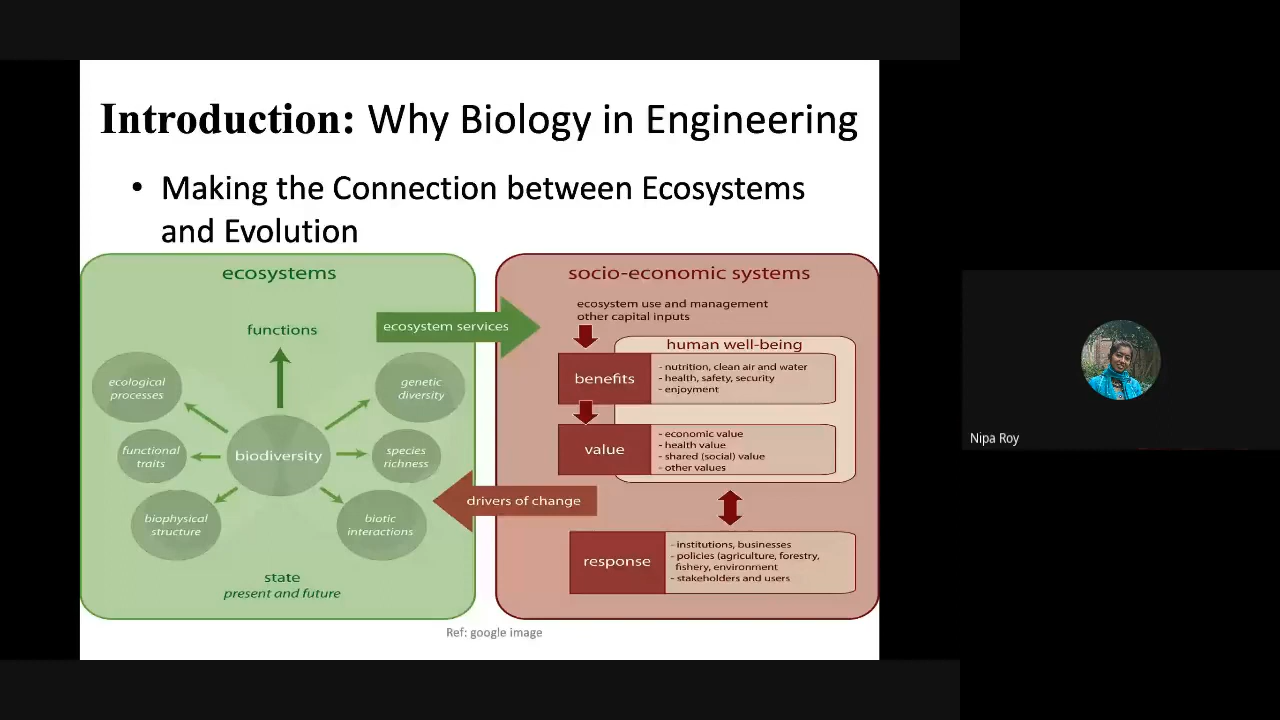 Introduction: Why Biology in Engineering
• Making the Connection between Ecosystems
and Evolution
ecosystems
functions
ecosystem services
ecological
processes
genetic
diversity
functional
traits
biodiversity
species
richness
biophysical
structure
biotic
interactions
state
present and future
drivers of change
socio-economic systems
ecosystem use and management
other capital inputs
human well-being
benefits
- nutrition, clean air and water
- health, safety, security
- enjoyment
value
- economic value
- health value
- shared (social) value
- other values
response
- institutions, businesses
- policies (agriculture, forestry,
fishery, environment
- stakeholders and users
Ref: google image
Nipa Roy